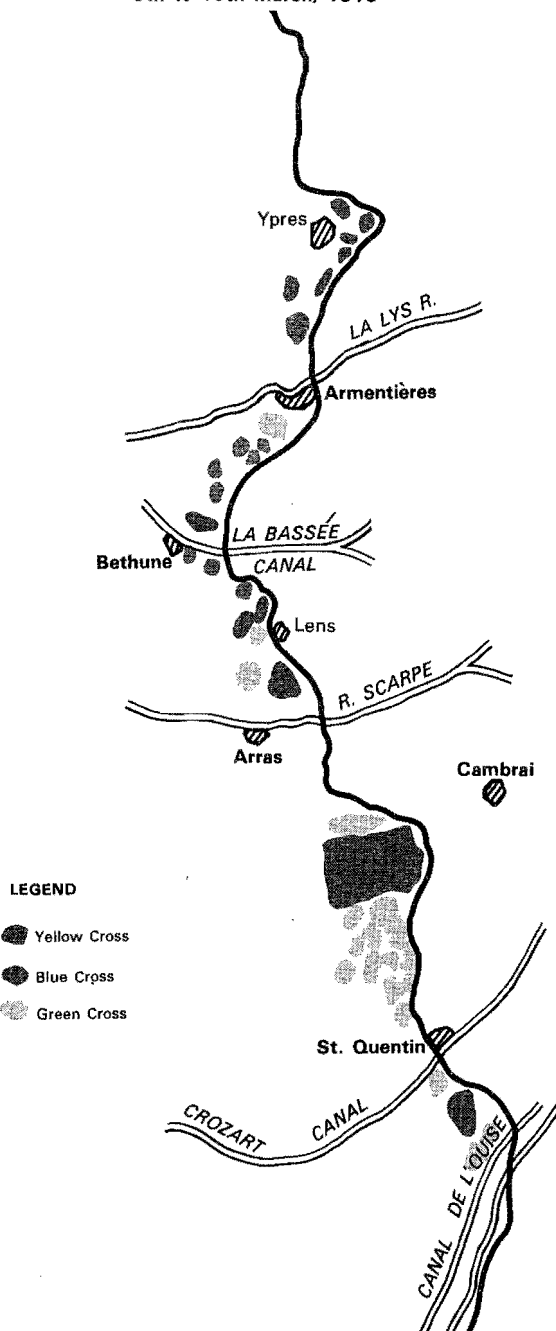 Ypres
LA LYS R.
Armentières
LA BASSÉE
CANAL
Bethune
Lens
R. SCARPE
Arras
Cambrai
LEGEND
Yellow Cross
Blue Cross
Green Cross
St. Quentin
CROZART CANAL
CANAL DE L'OUISE